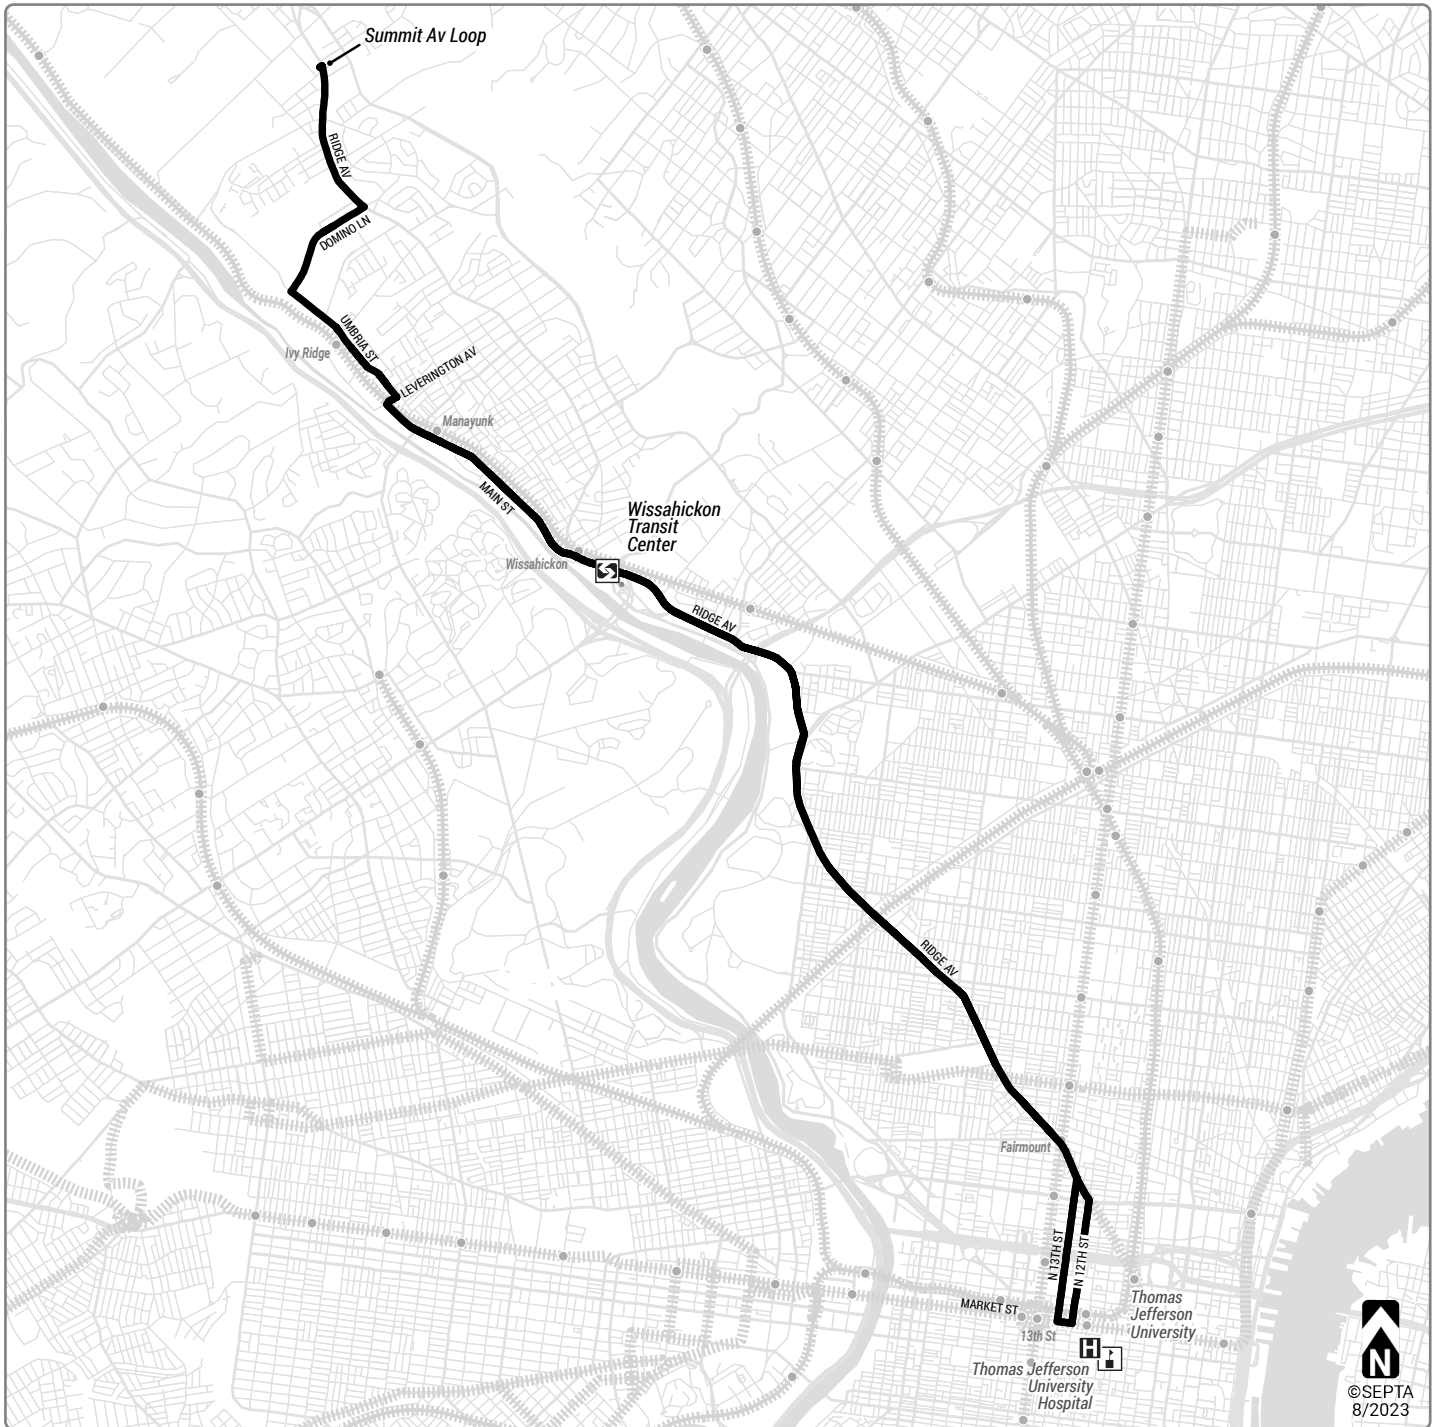 Summit Av Loop
RIDGE AV
DOMINO LN
UMBRIA ST
Ivy Ridge
LEVERINGTON AV
Manayunk
MAIN ST
Wissahickon
Transit
Center
Wissahickon
RIDGE AV
RIDGE AV
Fairmount
N 13TH ST
N 12TH ST
MARKET ST
13th St
Thomas
Jefferson
University
H
Thomas Jefferson
University
Hospital
N
©SEPTA
8/2023